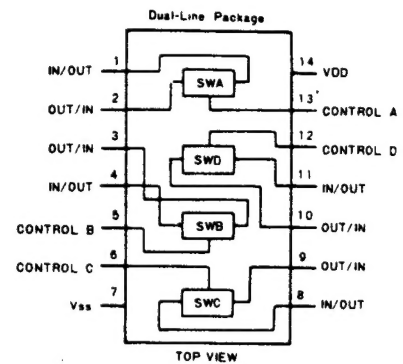 Dual-Line Package
1
IN/OUT
2
OUT/IN
3
OUT/IN
4
IN/OUT
5
CONTROL B
6
CONTROL C
7
Vss
SWA
SWD
SWB
SWC
14
VDD
13
CONTROL A
12
CONTROL D
11
IN/OUT
10
OUT/IN
9
OUT/IN
8
IN/OUT
TOP VIEW